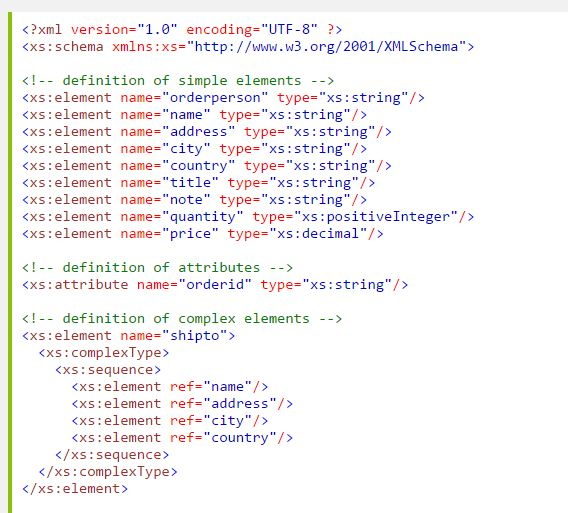 <?xml version="1.0" encoding="UTF-8" ?>
<xs:schema xmlns:xs="http://www.w3.org/2001/XMLSchema">

<!-- definition of simple elements -->
<xs:element name="orderperson" type="xs:string"/>
<xs:element name="name" type="xs:string"/>
<xs:element name="address" type="xs:string"/>
<xs:element name="city" type="xs:string"/>
<xs:element name="country" type="xs:string"/>
<xs:element name="title" type="xs:string"/>
<xs:element name="note" type="xs:string"/>
<xs:element name="quantity" type="xs:positiveInteger"/>
<xs:element name="price" type="xs:decimal"/>

<!-- definition of attributes -->
<xs:attribute name="orderid" type="xs:string"/>

<!-- definition of complex elements -->
<xs:element name="shipto">
  <xs:complexType>
    <xs:sequence>
      <xs:element ref="name"/>
      <xs:element ref="address"/>
      <xs:element ref="city"/>
      <xs:element ref="country"/>
    </xs:sequence>
  </xs:complexType>
</xs:element>